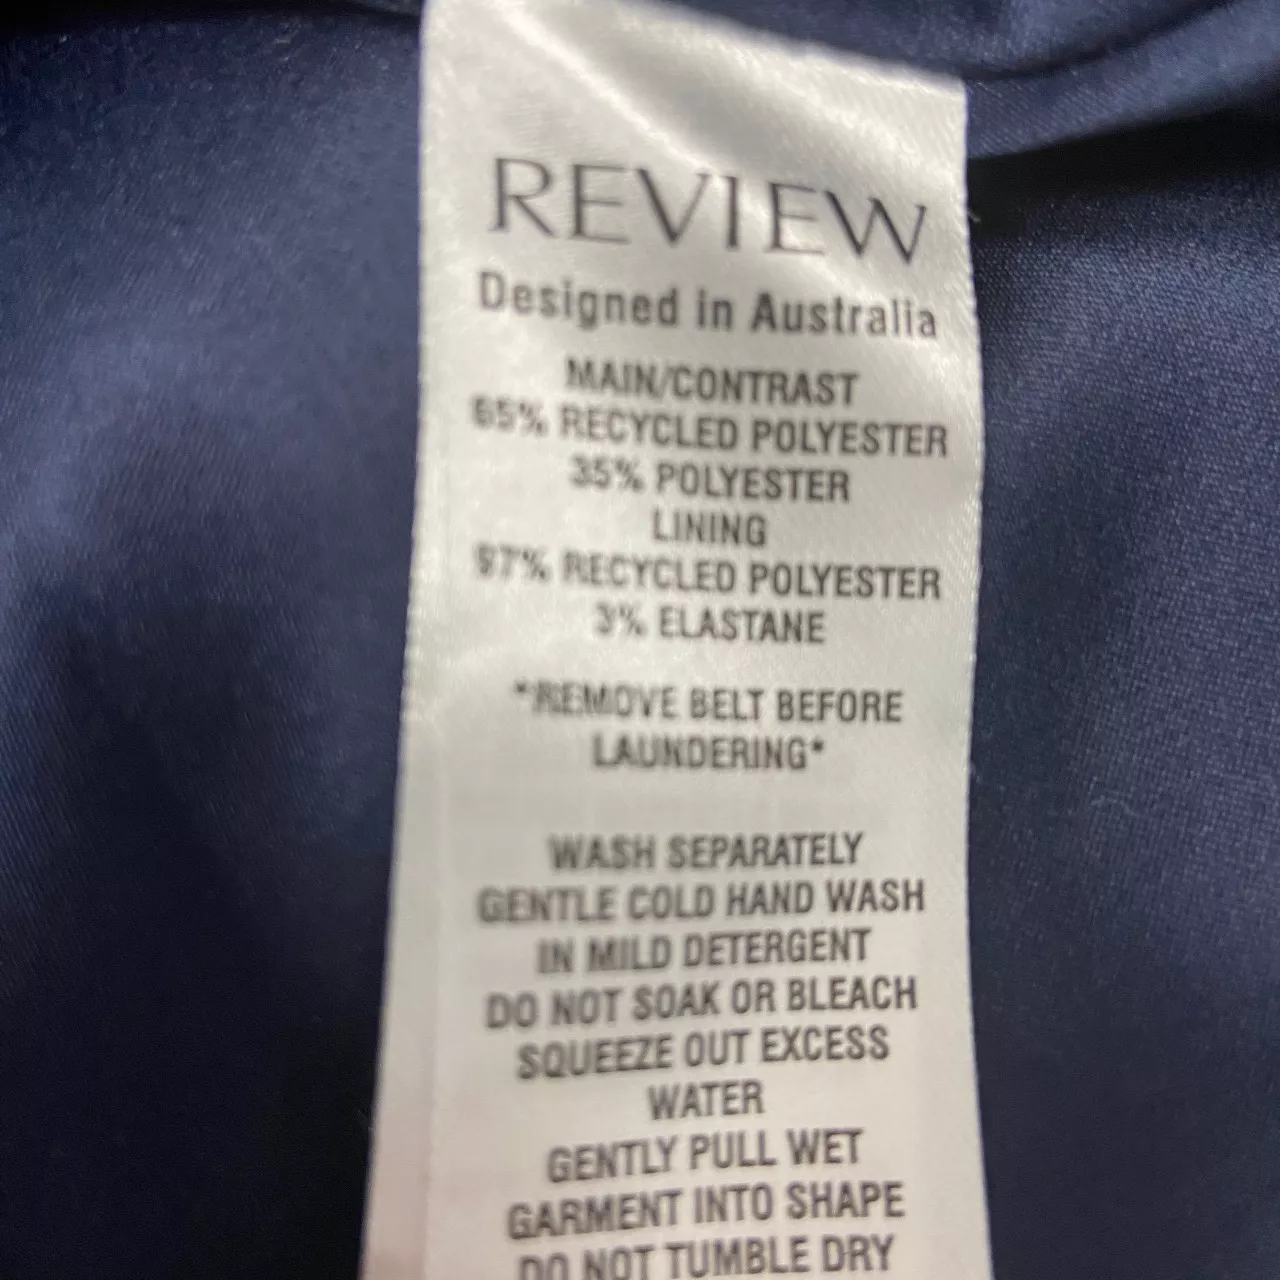 REVIEW
Designed in Australia
MAIN/CONTRAST
65% RECYCLED POLYESTER
35% POLYESTER
LINING
97% RECYCLED POLYESTER
3% ELASTANE
*REMOVE BELT BEFORE
LAUNDERING*
WASH SEPARATELY
GENTLE COLD HAND WASH
IN MILD DETERGENT
DO NOT SOAK OR BLEACH
SQUEEZE OUT EXCESS
WATER
GENTLY PULL WET
GARMENT INTO SHAPE
DO NOT TUMBLE DRY